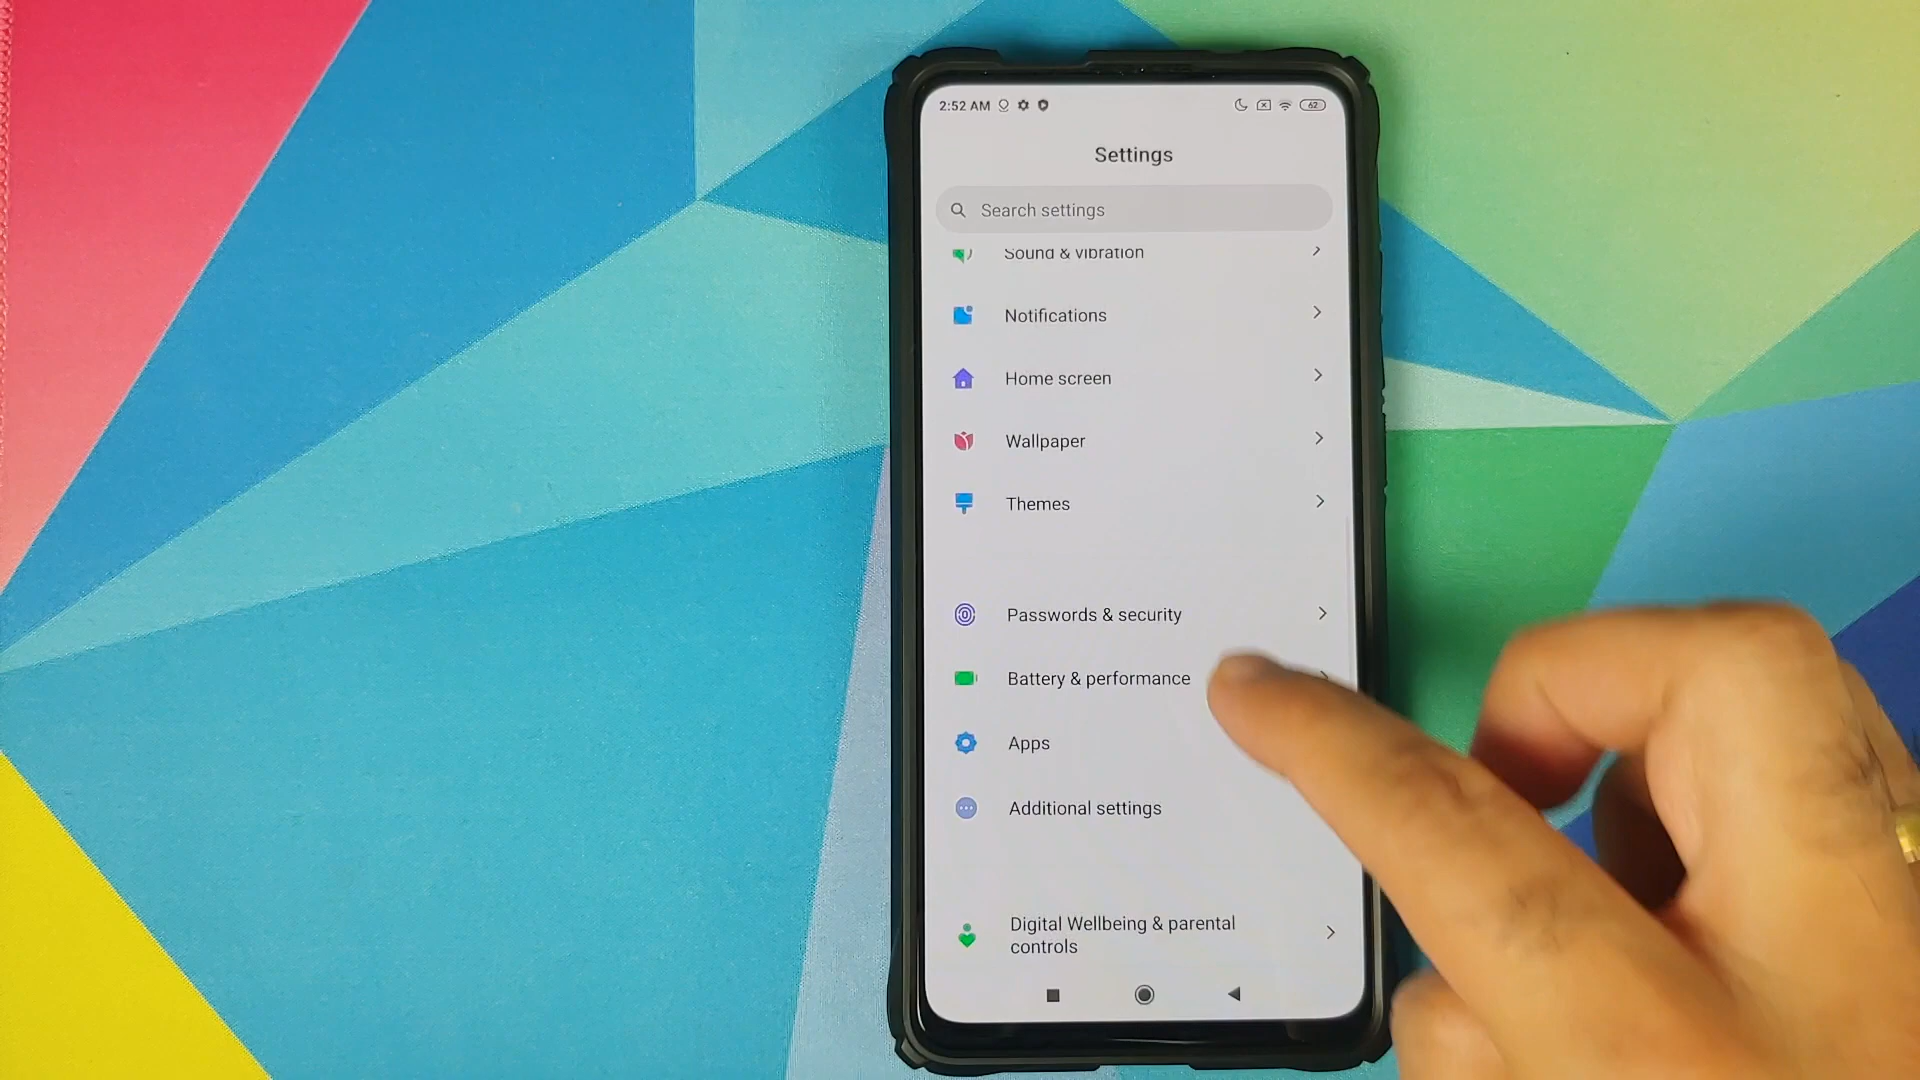 2:52 AM
62
Settings
Search settings
Sound & vibration
Notifications
Home screen
Wallpaper
Themes
Passwords & security
Battery & performance
Apps
Additional settings
Digital Wellbeing & parental
controls